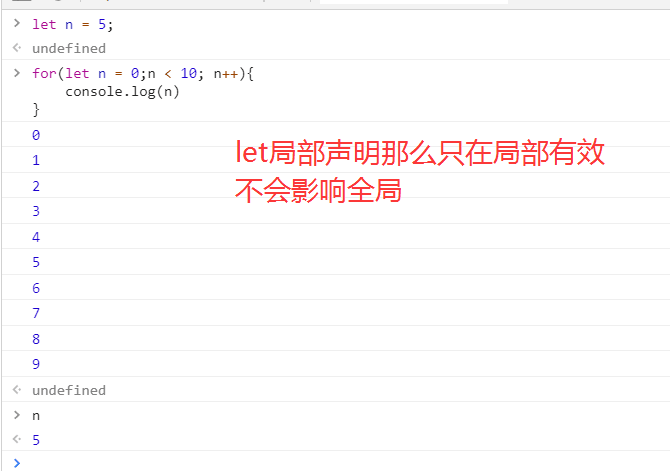 let n = 5;
undefined
for(let n = 0;n < 10; n++){
    console.log(n)
}
0
1
let局部声明那么只在局部有效
2
不会影响全局
3
4
5
6
7
8
9
undefined
n
5